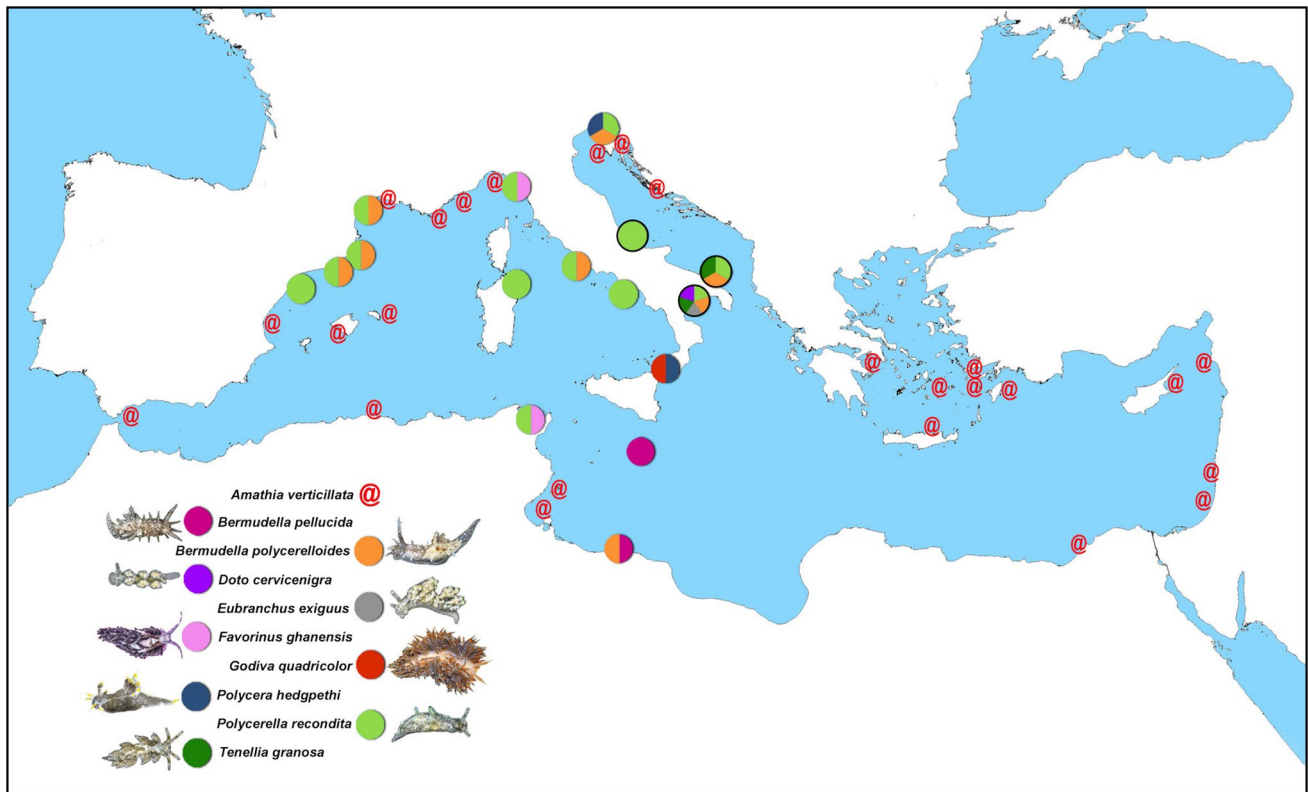 @ @
@
@ @
@ @
@
@
@
@ @
@ @
@
@ @ @ @
@ @
@
@
@
@
@
Amathia verticillata @
Bermudella pellucida
Bermudella polycerelloides
Doto cervicenigra
Eubranchus exiguus
Favorinus ghanensis
Godiva quadricolor
Polycera hedgpethi
Polycerella recondita
Tenellia granosa